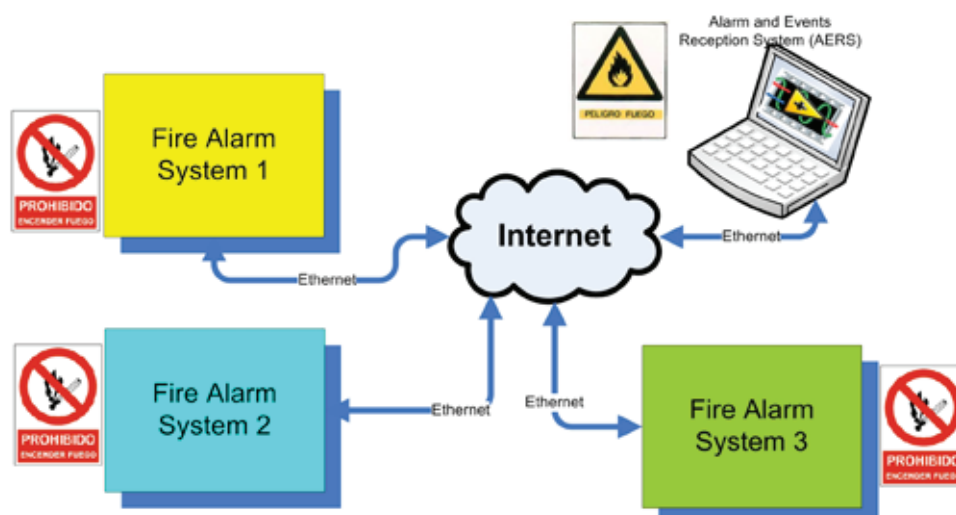 Alarm and Events
Reception System (AERS)
PELIGRO FUEGO
Fire Alarm
System 1
PROHIBIDO
ENCENDER FUEGO
Internet
Ethernet
Ethernet
Fire Alarm
System 2
PROHIBIDO
ENCENDER FUEGO
Ethernet
Ethernet
Fire Alarm
System 3
PROHIBIDO
ENCENDER FUEGO